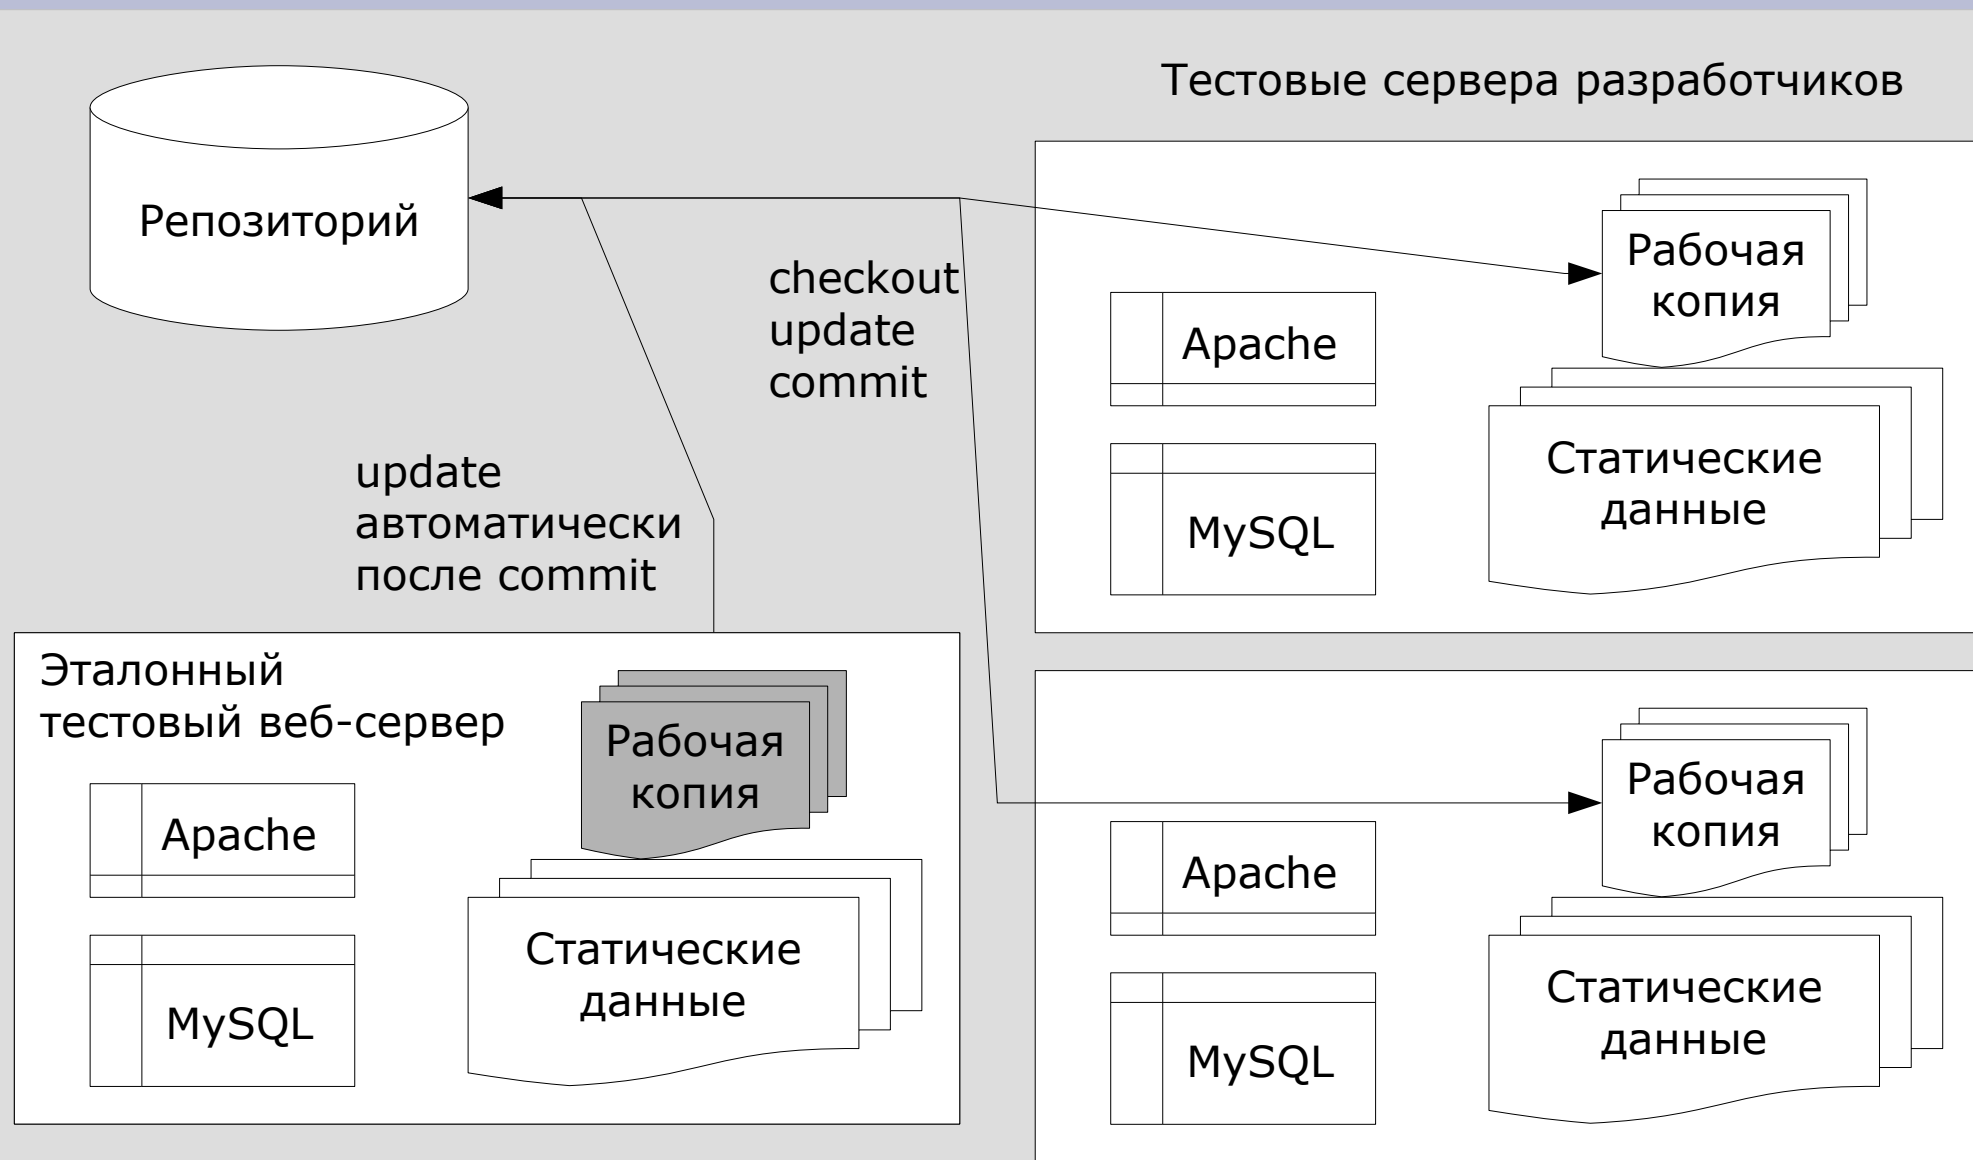 Тестовые сервера разработчиков
Репозиторий
checkout
update
commit
update
автоматически
после commit
Рабочая
копия
Apache
Статические
данные
MySQL
Эталонный
тестовый веб-сервер
Рабочая
копия
Apache
Статические
данные
MySQL
Рабочая
копия
Apache
Статические
данные
MySQL